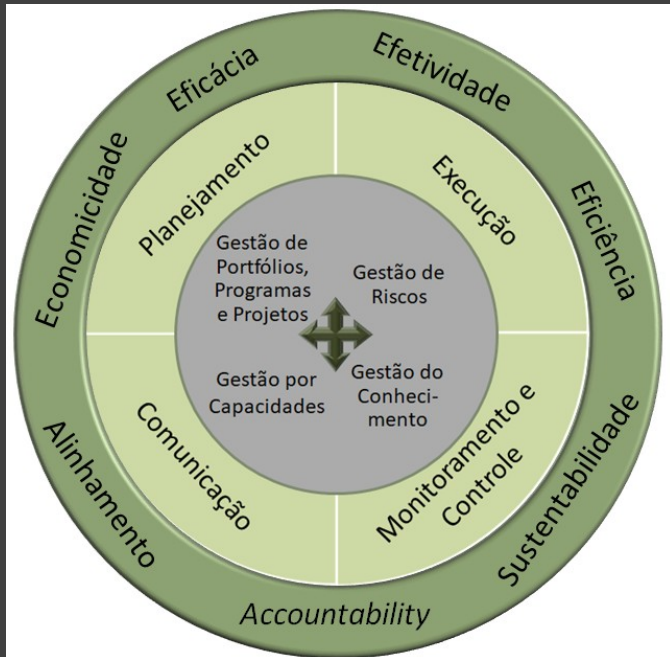 Eficácia
Efetividade
Economicidade
Eficiência
Alinhamento
Sustentabilidade
Accountability
Planejamento
Execução
Comunicação
Monitoramento e
Controle
Gestão de
Portfólios,
Programas
e Projetos
Gestão de
Riscos
Gestão por
Capacidades
Gestão do
Conheci-
mento